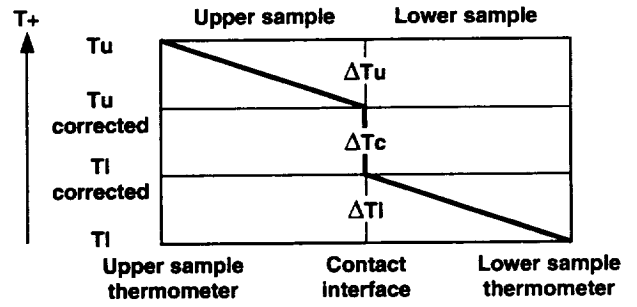 T+
Upper sample
Lower sample
Tu
ΔTu
Tu
corrected
ΔTc
Tl
corrected
ΔTl
Tl
Upper sample
thermometer
Contact
interface
Lower sample
thermometer